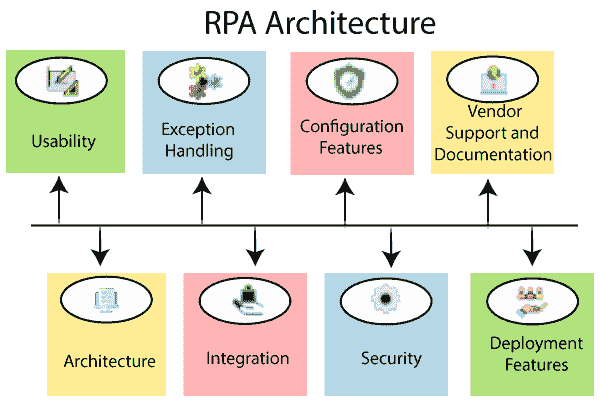 RPA Architecture
Usability
Exception
Handling
Configuration
Features
Vendor
Support and
Documentation
Architecture
Integration
Security
Deployment
Features